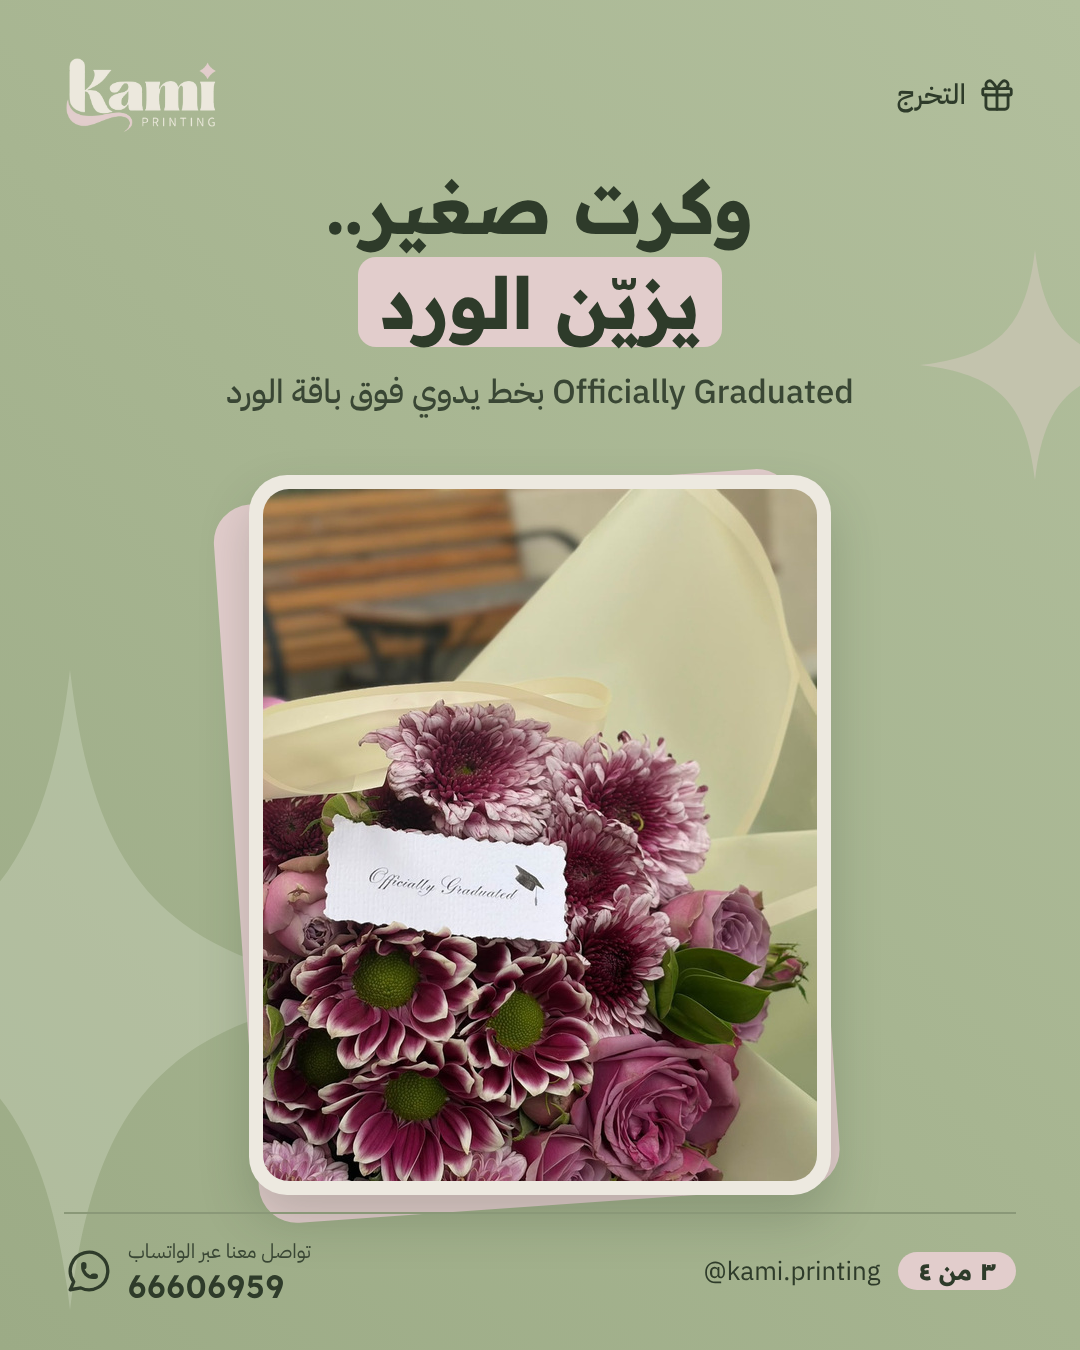 Kami
PRINTING
التخرج
وكرت صغير..
يزيّن الورد
Officially Graduated بخط يدوي فوق باقة الورد
Officially Graduated
تواصل معنا عبر الواتساب
66606959
@kami.printing
٣ من ٤